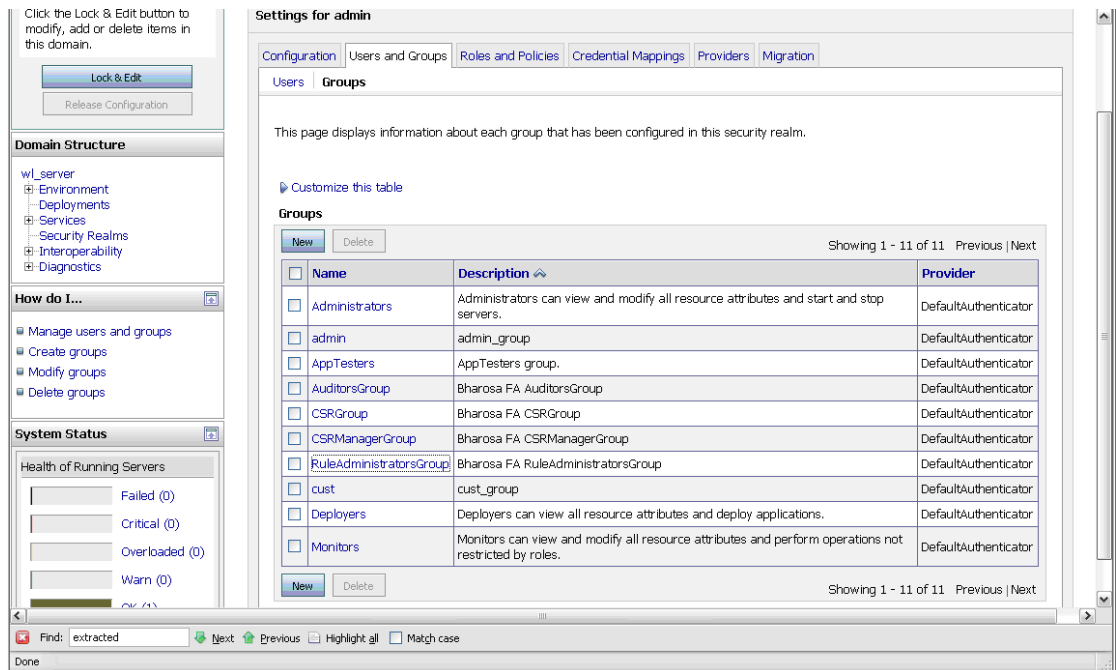 Click the Lock & Edit button to
modify, add or delete items in
this domain.
Lock & Edit
Release Configuration
Domain Structure
wl_server
Environment
Deployments
Services
Security Realms
Interoperability
Diagnostics
How do I...
Manage users and groups
Create groups
Modify groups
Delete groups
System Status
Health of Running Servers
Failed (0)
Critical (0)
Overloaded (0)
Warn (0)
OK (1)
Settings for admin
Configuration Users and Groups Roles and Policies Credential Mappings Providers Migration
Users Groups
This page displays information about each group that has been configured in this security realm.
Customize this table
Groups
New Delete Showing 1 - 11 of 11 Previous | Next
Name Description Provider
Administrators Administrators can view and modify all resource attributes and start and stop servers. DefaultAuthenticator
admin admin_group DefaultAuthenticator
AppTesters AppTesters group. DefaultAuthenticator
AuditorsGroup Bharosa FA AuditorsGroup DefaultAuthenticator
CSRGroup Bharosa FA CSRGroup DefaultAuthenticator
CSRManagerGroup Bharosa FA CSRManagerGroup DefaultAuthenticator
RuleAdministratorsGroup Bharosa FA RuleAdministratorsGroup DefaultAuthenticator
cust cust_group DefaultAuthenticator
Deployers Deployers can view all resource attributes and deploy applications. DefaultAuthenticator
Monitors Monitors can view and modify all resource attributes and perform operations not restricted by roles. DefaultAuthenticator
New Delete Showing 1 - 11 of 11 Previous | Next
Find: extracted Next Previous Highlight all Match case
Done